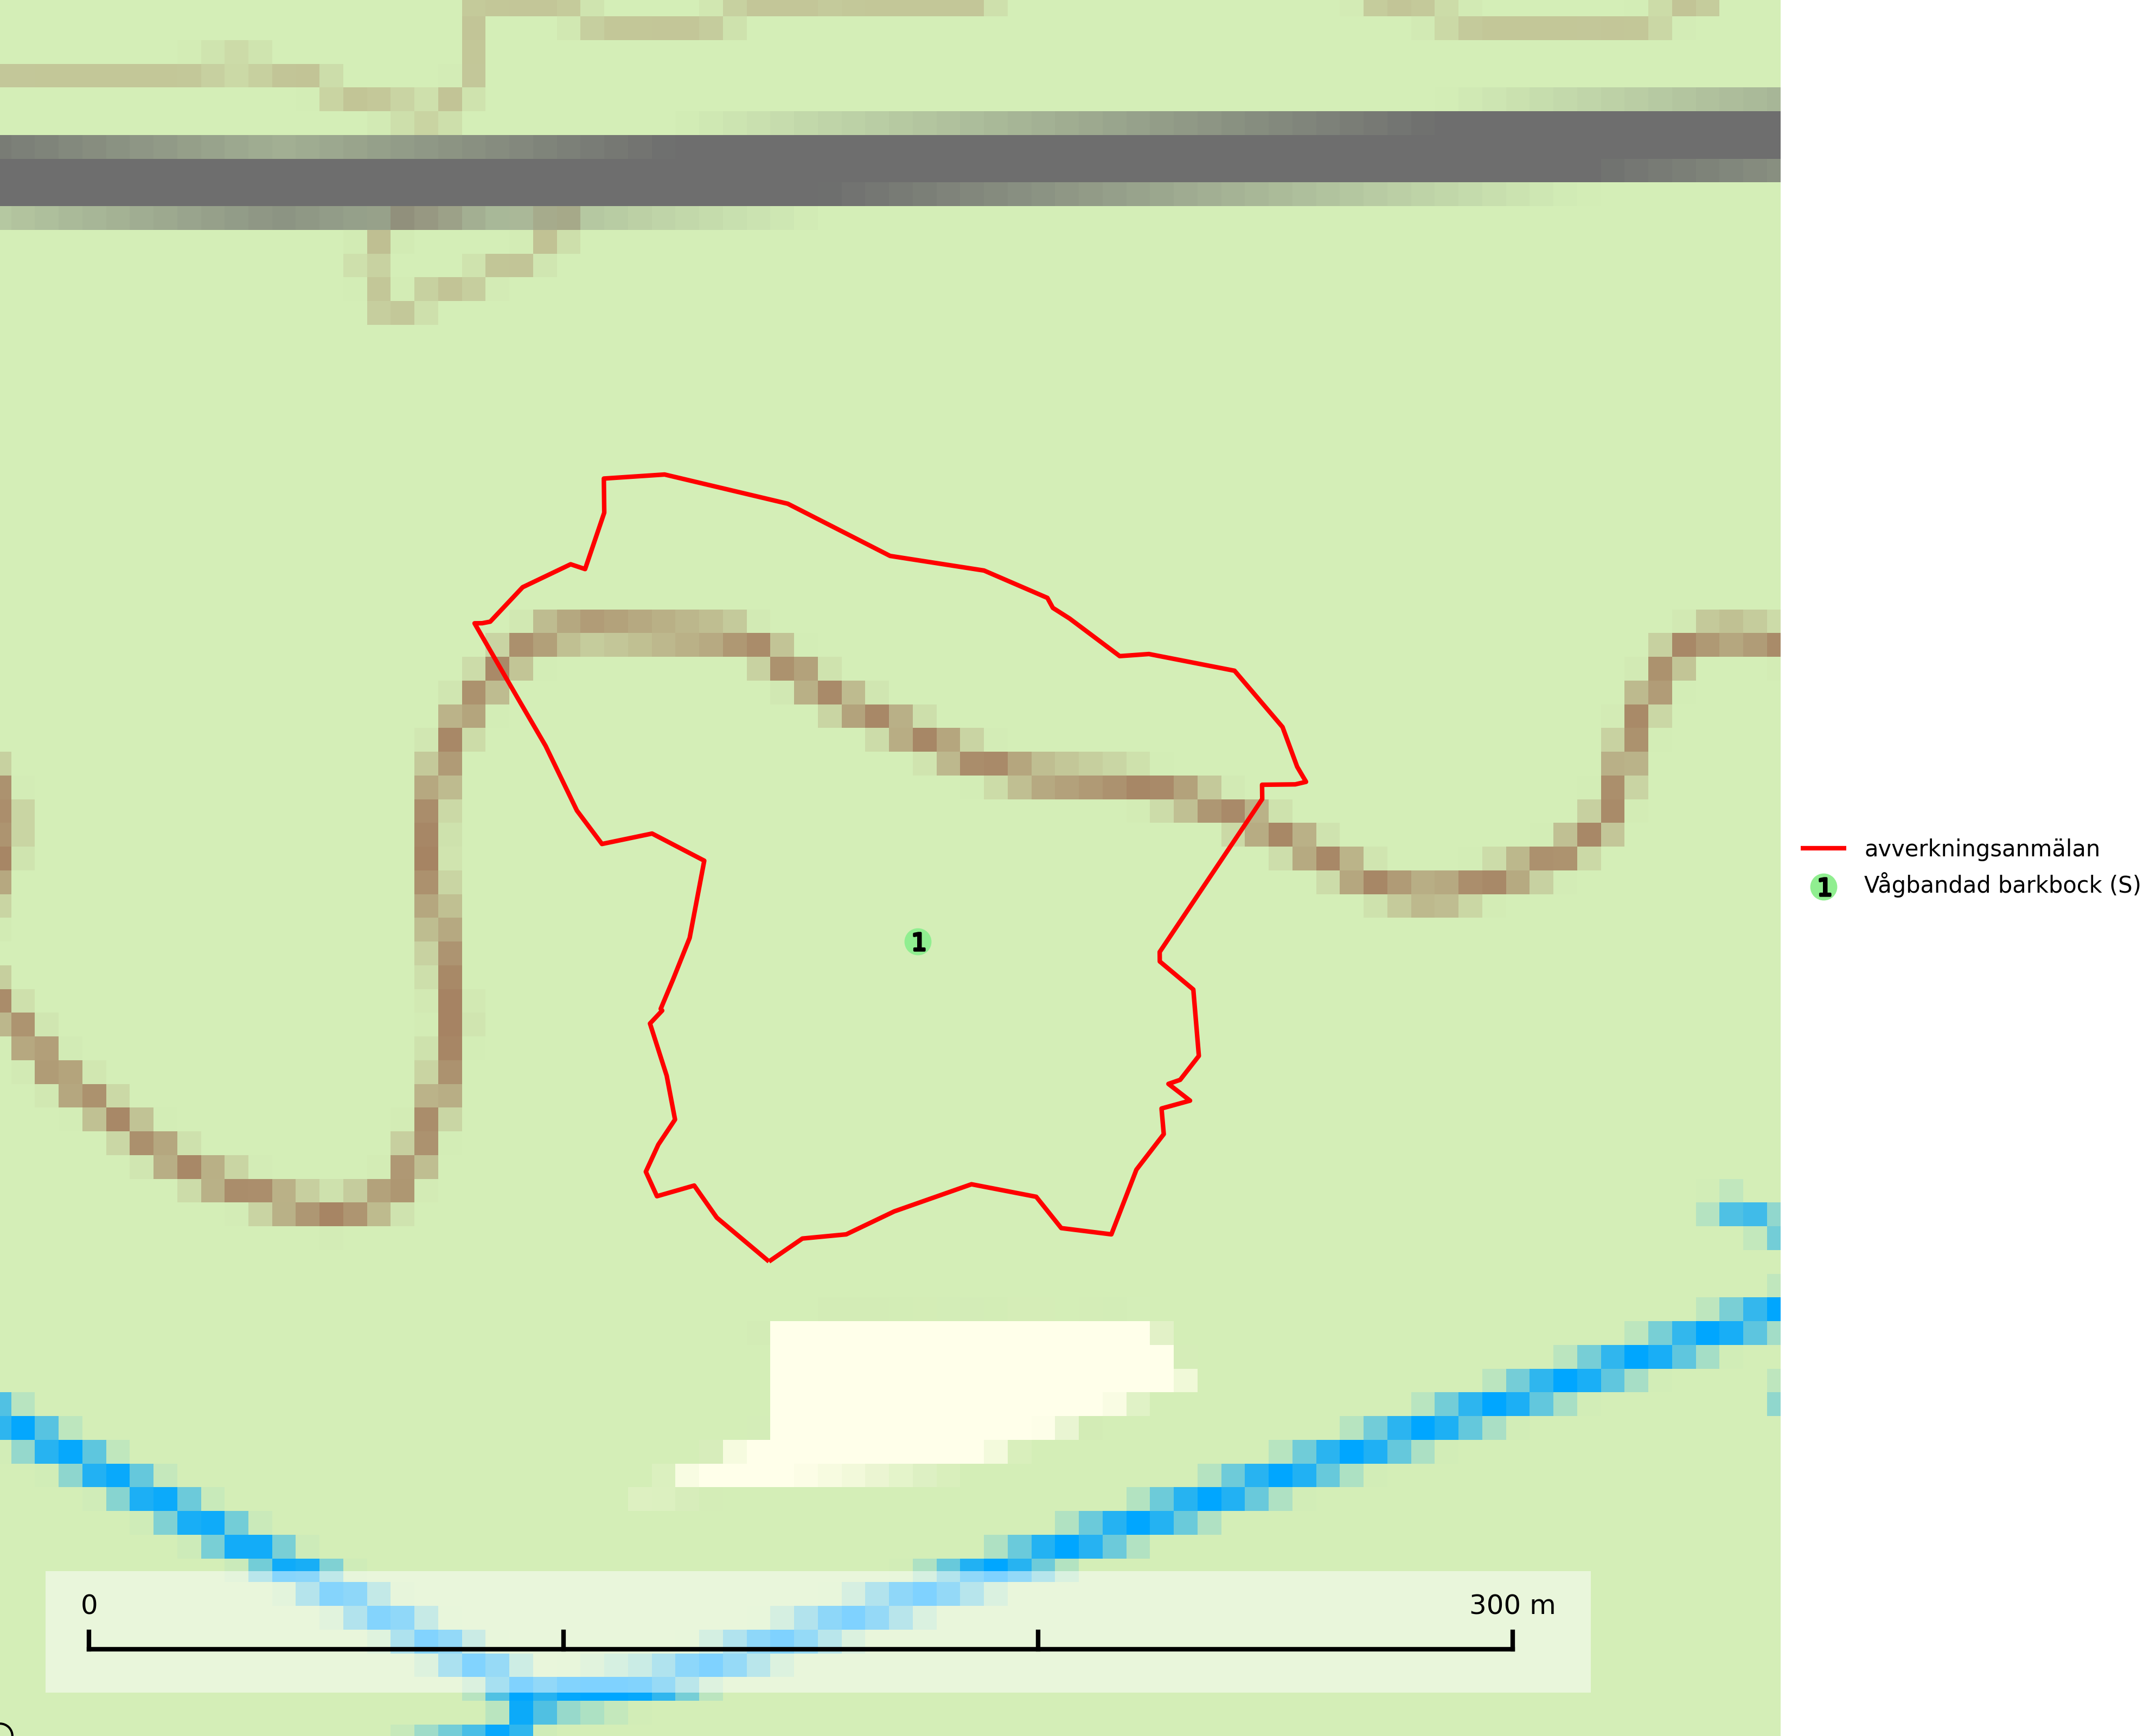 1
avverkningsanmälan
1 Vågbandad barkbock (S)
0 300 m